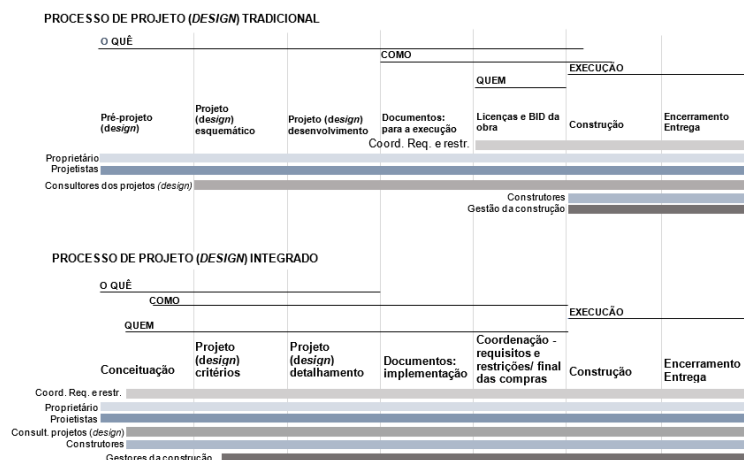 PROCESSO DE PROJETO (DESIGN) TRADICIONAL
O QUÊ
COMO
EXECUÇÃO
QUEM
Pré-projeto
(design)
Projeto
(design)
esquemático
Projeto (design)
desenvolvimento
Documentos:
para a execução
Licenças e BID da
obra
Construção
Encerramento
Entrega
Coord. Req. e restr.
Proprietário
Projetistas
Consultores dos projetos (design)
Construtores
Gestão da construção
PROCESSO DE PROJETO (DESIGN) INTEGRADO
O QUÊ
COMO
EXECUCÃO
QUEM
Conceituação
Projeto
(design)
critérios
Projeto
(design)
detalhamento
Documentos:
implementação
Coordenação -
requisitos e
restrições/ final
das compras
Construção
Encerramento
Entrega
Coord. Req. e restr.
Proprietário
Proietistas
Consult. projetos (design)
Construtores
Gestores da construção